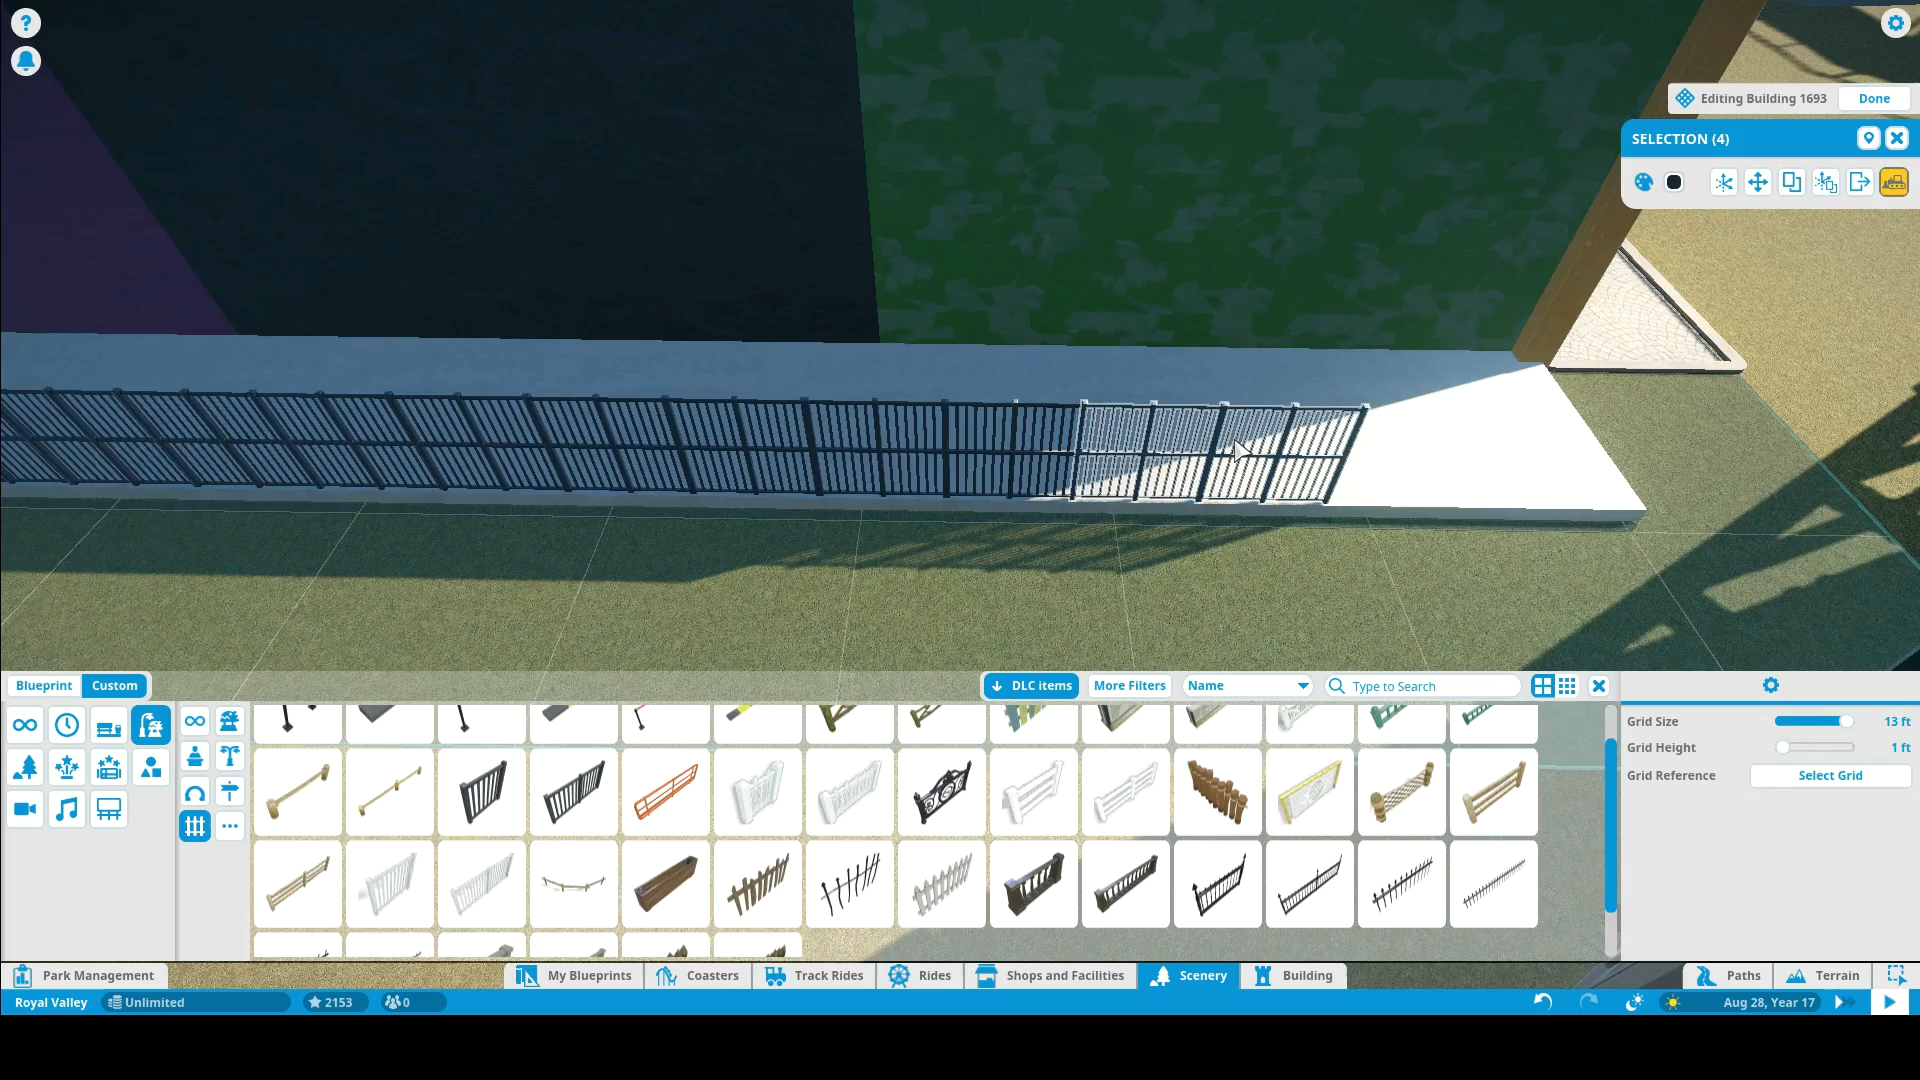 Editing Building 1693
Done
SELECTION (4)
Blueprint
Custom
DLC items
More Filters
Name
Type to Search
Grid Size
13 ft
Grid Height
1 ft
Grid Reference
Select Grid
Park Management
My Blueprints
Coasters
Track Rides
Rides
Shops and Facilities
Scenery
Building
Paths
Terrain
Royal Valley
Unlimited
2153
0
Aug 28, Year 17